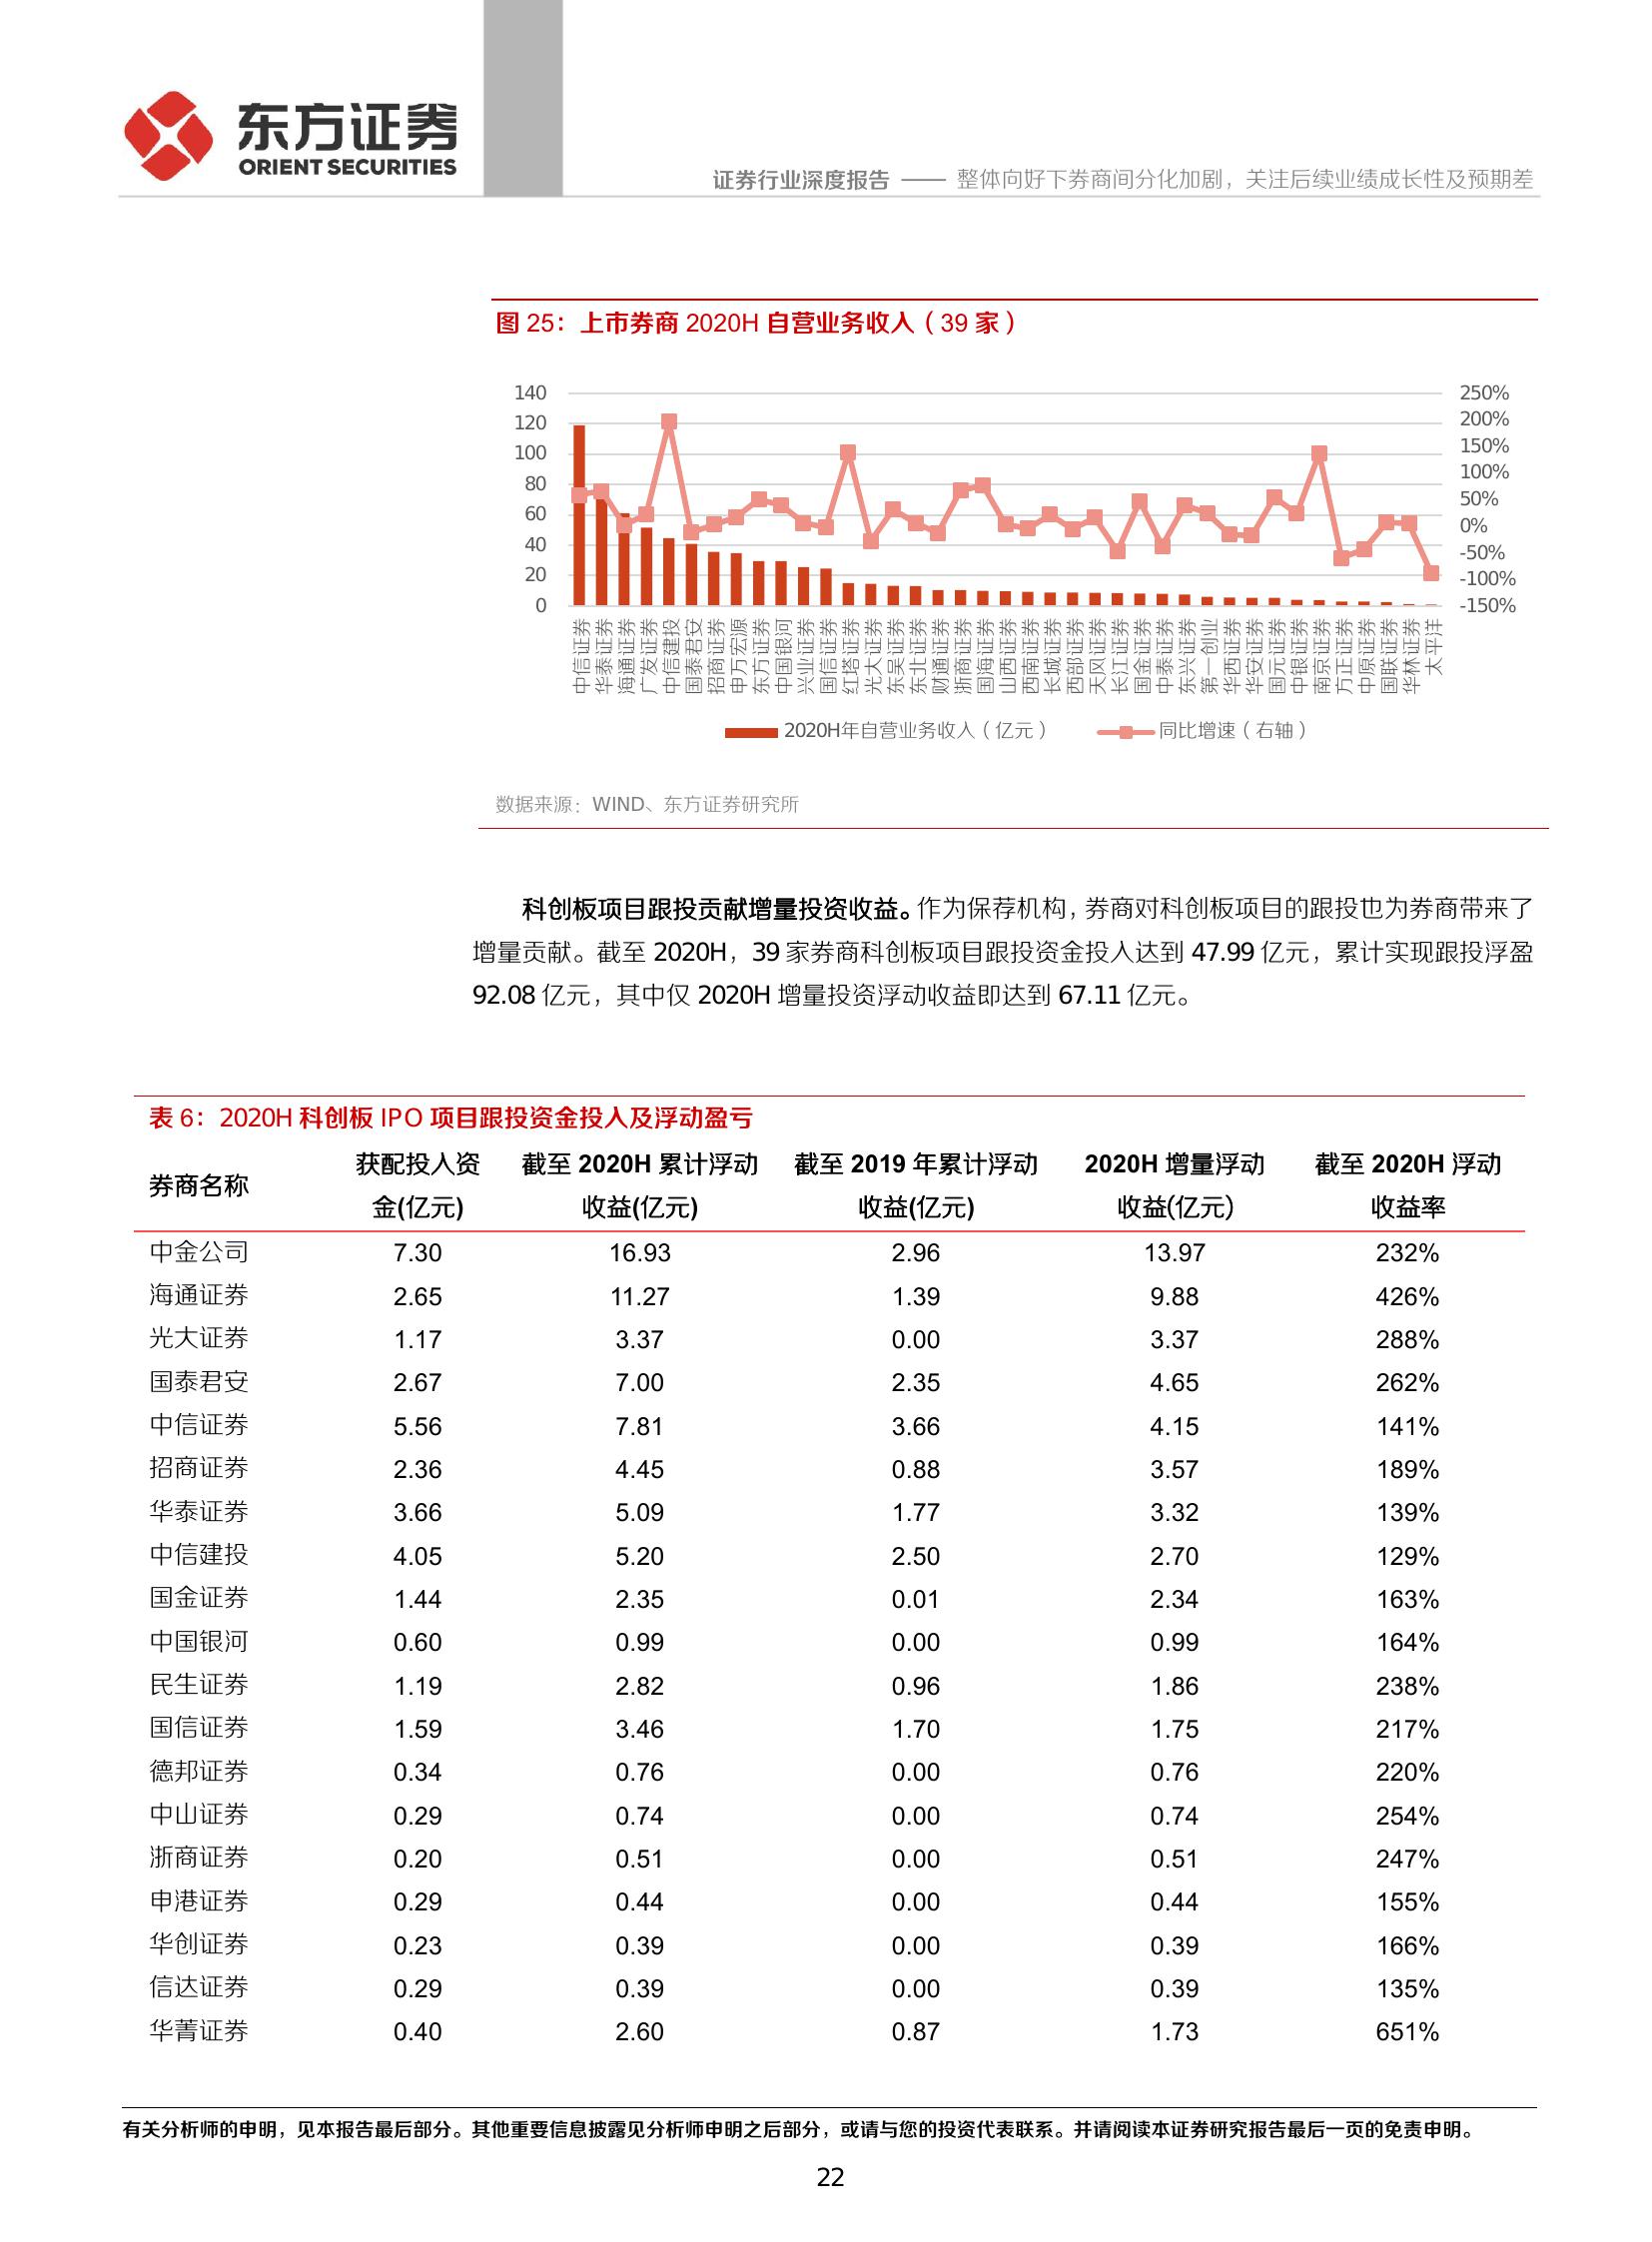 东方证券
ORIENT SECURITIES
证券行业深度报告 —— 整体向好下券商间分化加剧，关注后续业绩成长性及预期差
图 25：上市券商 2020H 自营业务收入（39 家）
140 250%
120 200%
100 150%
80 100%
60 50%
40 0%
20 -50%
0 -100%
-150%
中信证券 华泰证券 海通证券 广发证券 中信建投 国泰君安 招商证券 申万宏源 东方证券 中国银河 兴业证券 国信证券 红塔证券 光大证券 东吴证券 东北证券 财通证券 浙商证券 国海证券 山西证券 西南证券 长城证券 西部证券 天风证券 长江证券 国金证券 中泰证券 东兴证券 第一创业 华西证券 华安证券 国元证券 中银证券 南京证券 方正证券 中原证券 国联证券 华林证券 太平洋
2020H年自营业务收入（亿元） 同比增速（右轴）
数据来源：WIND、东方证券研究所
科创板项目跟投贡献增量投资收益。作为保荐机构，券商对科创板项目的跟投也为券商带来了
增量贡献。截至 2020H，39 家券商科创板项目跟投资金投入达到 47.99 亿元，累计实现跟投浮盈
92.08 亿元，其中仅 2020H 增量投资浮动收益即达到 67.11 亿元。
表 6：2020H 科创板 IPO 项目跟投资金投入及浮动盈亏
券商名称 获配投入资 截至 2020H 累计浮动 截至 2019 年累计浮动 2020H 增量浮动 截至 2020H 浮动
金(亿元) 收益(亿元) 收益(亿元) 收益(亿元) 收益率
中金公司 7.30 16.93 2.96 13.97 232%
海通证券 2.65 11.27 1.39 9.88 426%
光大证券 1.17 3.37 0.00 3.37 288%
国泰君安 2.67 7.00 2.35 4.65 262%
中信证券 5.56 7.81 3.66 4.15 141%
招商证券 2.36 4.45 0.88 3.57 189%
华泰证券 3.66 5.09 1.77 3.32 139%
中信建投 4.05 5.20 2.50 2.70 129%
国金证券 1.44 2.35 0.01 2.34 163%
中国银河 0.60 0.99 0.00 0.99 164%
民生证券 1.19 2.82 0.96 1.86 238%
国信证券 1.59 3.46 1.70 1.75 217%
德邦证券 0.34 0.76 0.00 0.76 220%
中山证券 0.29 0.74 0.00 0.74 254%
浙商证券 0.20 0.51 0.00 0.51 247%
申港证券 0.29 0.44 0.00 0.44 155%
华创证券 0.23 0.39 0.00 0.39 166%
信达证券 0.29 0.39 0.00 0.39 135%
华菁证券 0.40 2.60 0.87 1.73 651%
有关分析师的申明，见本报告最后部分。其他重要信息披露见分析师申明之后部分，或请与您的投资代表联系。并请阅读本证券研究报告最后一页的免责申明。
22